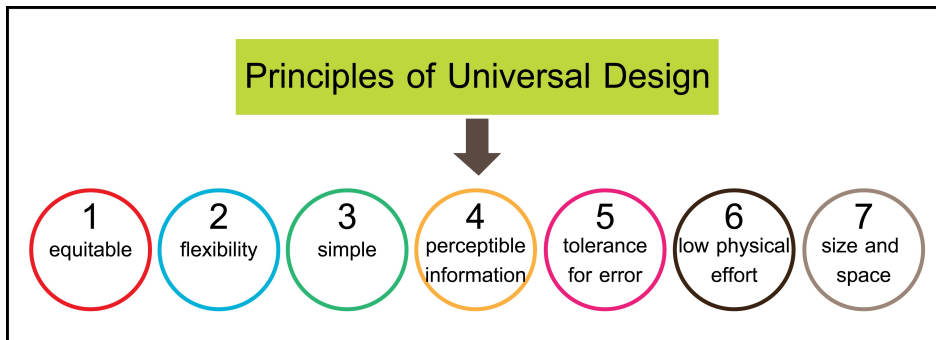 Principles of Universal Design
1
equitable
2
flexibility
3
simple
4
perceptible
information
5
tolerance
for error
6
low physical
effort
7
size and
space